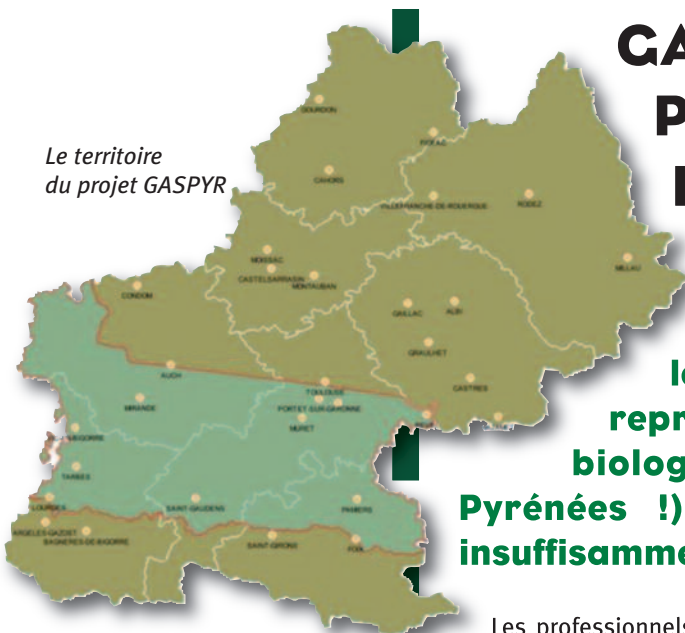 GA
P
Le territoire
du projet GASPYR
GOURDON
FIGEAC
CAHORS
VILLEFRANCHE-DE-ROUERGUE
RODEZ
MOISSAC
CASTELSARRASIN
MONTAUBAN
MILLAU
CONDOM
GAILLAC
ALBI
GRAULHET
AUCH
CASTRES
TOULOUSE
MIRANDE
PORTET-SUR-GARONNE
MURET
TARBES
LOURDES
SAINT-GAUDENS
PAMIERS
ARGELES-GAZOST
BAGNERES-DE-BIGORRE
SAINT-GIRONS
FOIX
repr
biolog
Pyrénées !)
insuffisamme
Les professionnels